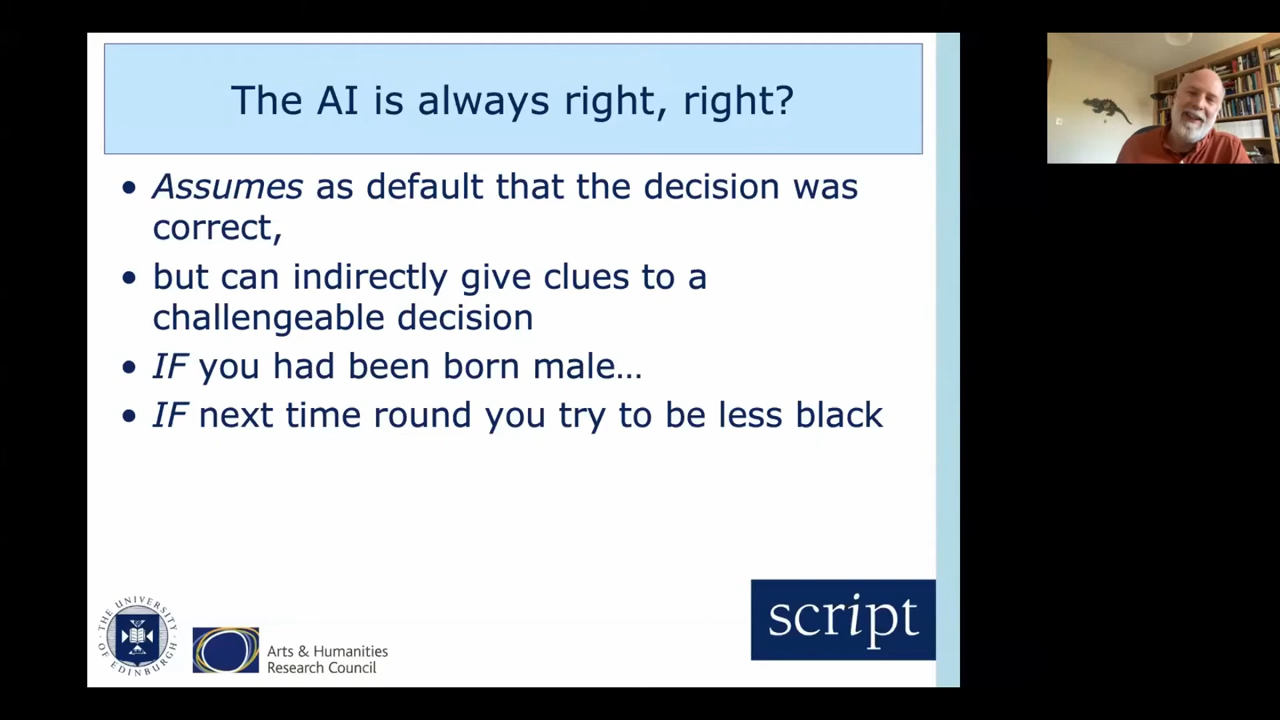 The AI is always right, right?
• Assumes as default that the decision was
correct,
• but can indirectly give clues to a
challengeable decision
• IF you had been born male…
• IF next time round you try to be less black
THE UNIVERSITY
OF EDINBURGH
Arts & Humanities
Research Council
script